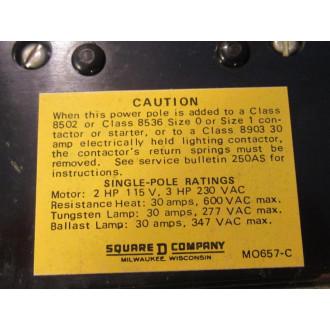 CAUTION
When this power pole is added to a Class
8502 or Class 8536 Size 0 or Size 1 con-
tactor or starter, or to a Class 8903 30
amp electrically held lighting contactor,
the contactor's return springs must be
removed. See service bulletin 250AS for
instructions.
SINGLE-POLE RATINGS
Motor: 2 HP 115 V, 3 HP 230 VAC
Resistance Heat: 30 amps, 600 VAC max.
Tungsten Lamp: 30 amps, 277 VAC max.
Ballast Lamp: 30 amps, 347 VAC max.
SQUARE D COMPANY
MILWAUKEE, WISCONSIN
MO657-C